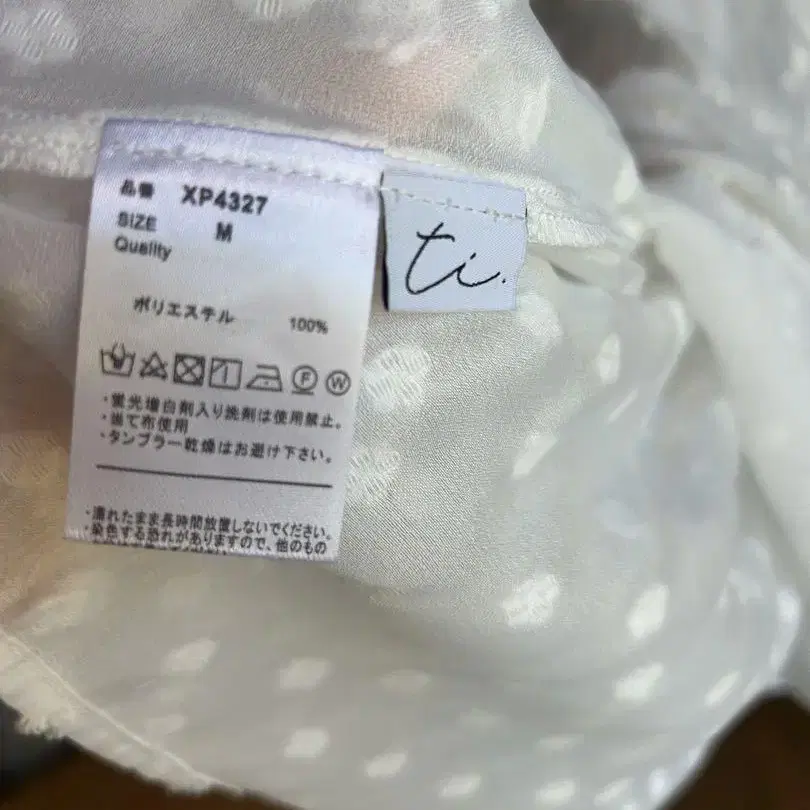 品番 XP4327
SIZE M
Quality
ポリエステル 100%
F W
・蛍光増白剤入り洗剤は使用禁止。
・当て布使用
・タンブラー乾燥はお避け下さい。
・濡れたまま長時間放置しないでください。
・染色する恐れがありますので、他のもの
ti.